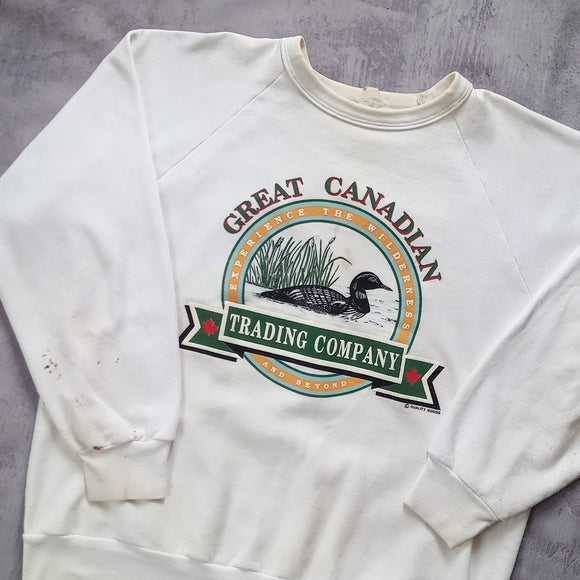 GREAT CANADIAN
EXPERIENCE THE WILDERNESS
TRADING COMPANY
AND BEYOND
© QUALITY GOODS